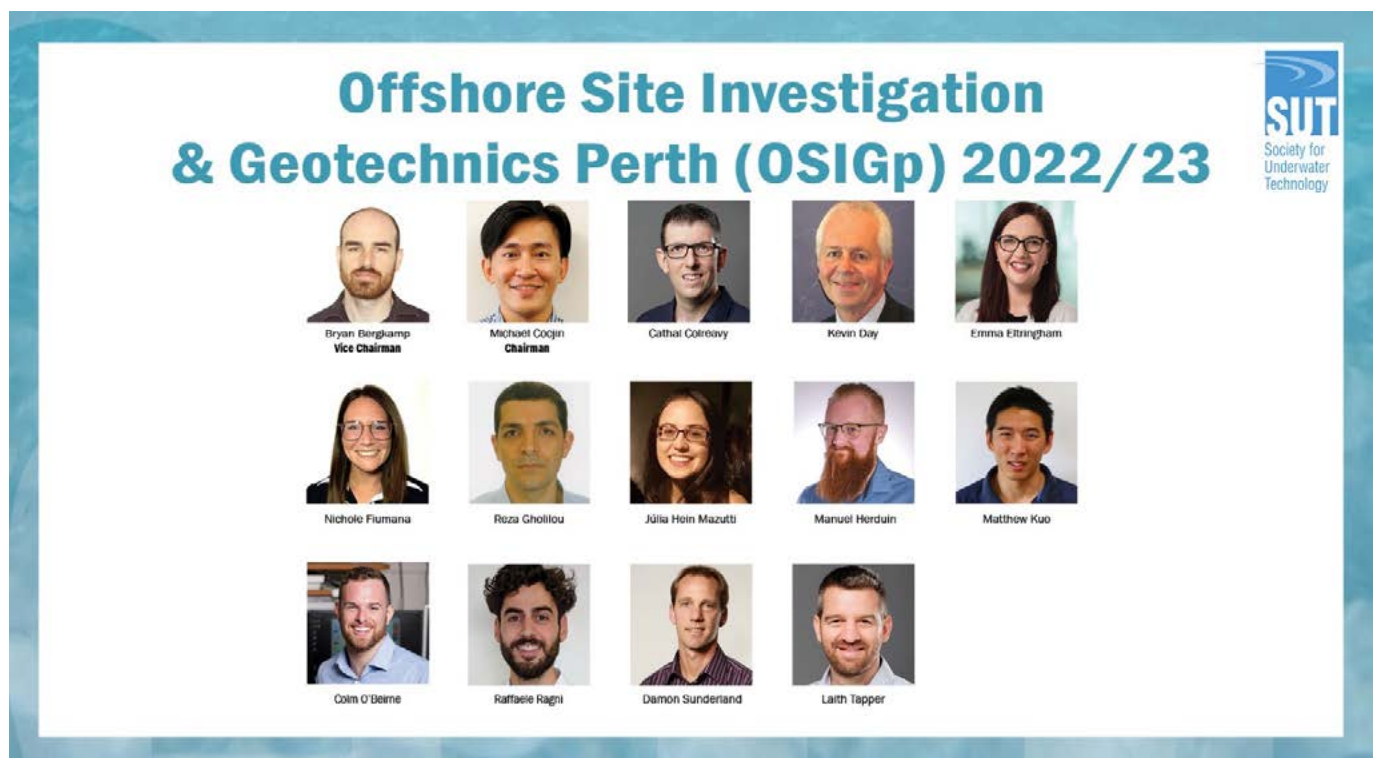 Offshore Site Investigation
& Geotechnics Perth (OSIGp) 2022/23
SUT
Society for
Underwater
Technology
Bryan Bergkamp
Vice Chairman
Michael Cocjin
Chairman
Cathal Colreavy
Kevin Day
Emma Eltringham
Nichole Fiumana
Reza Gholilou
Júlia Hein Mazutti
Manuel Herduin
Matthew Kuo
Colm O'Beirne
Raffaele Ragni
Damon Sunderland
Laith Tapper